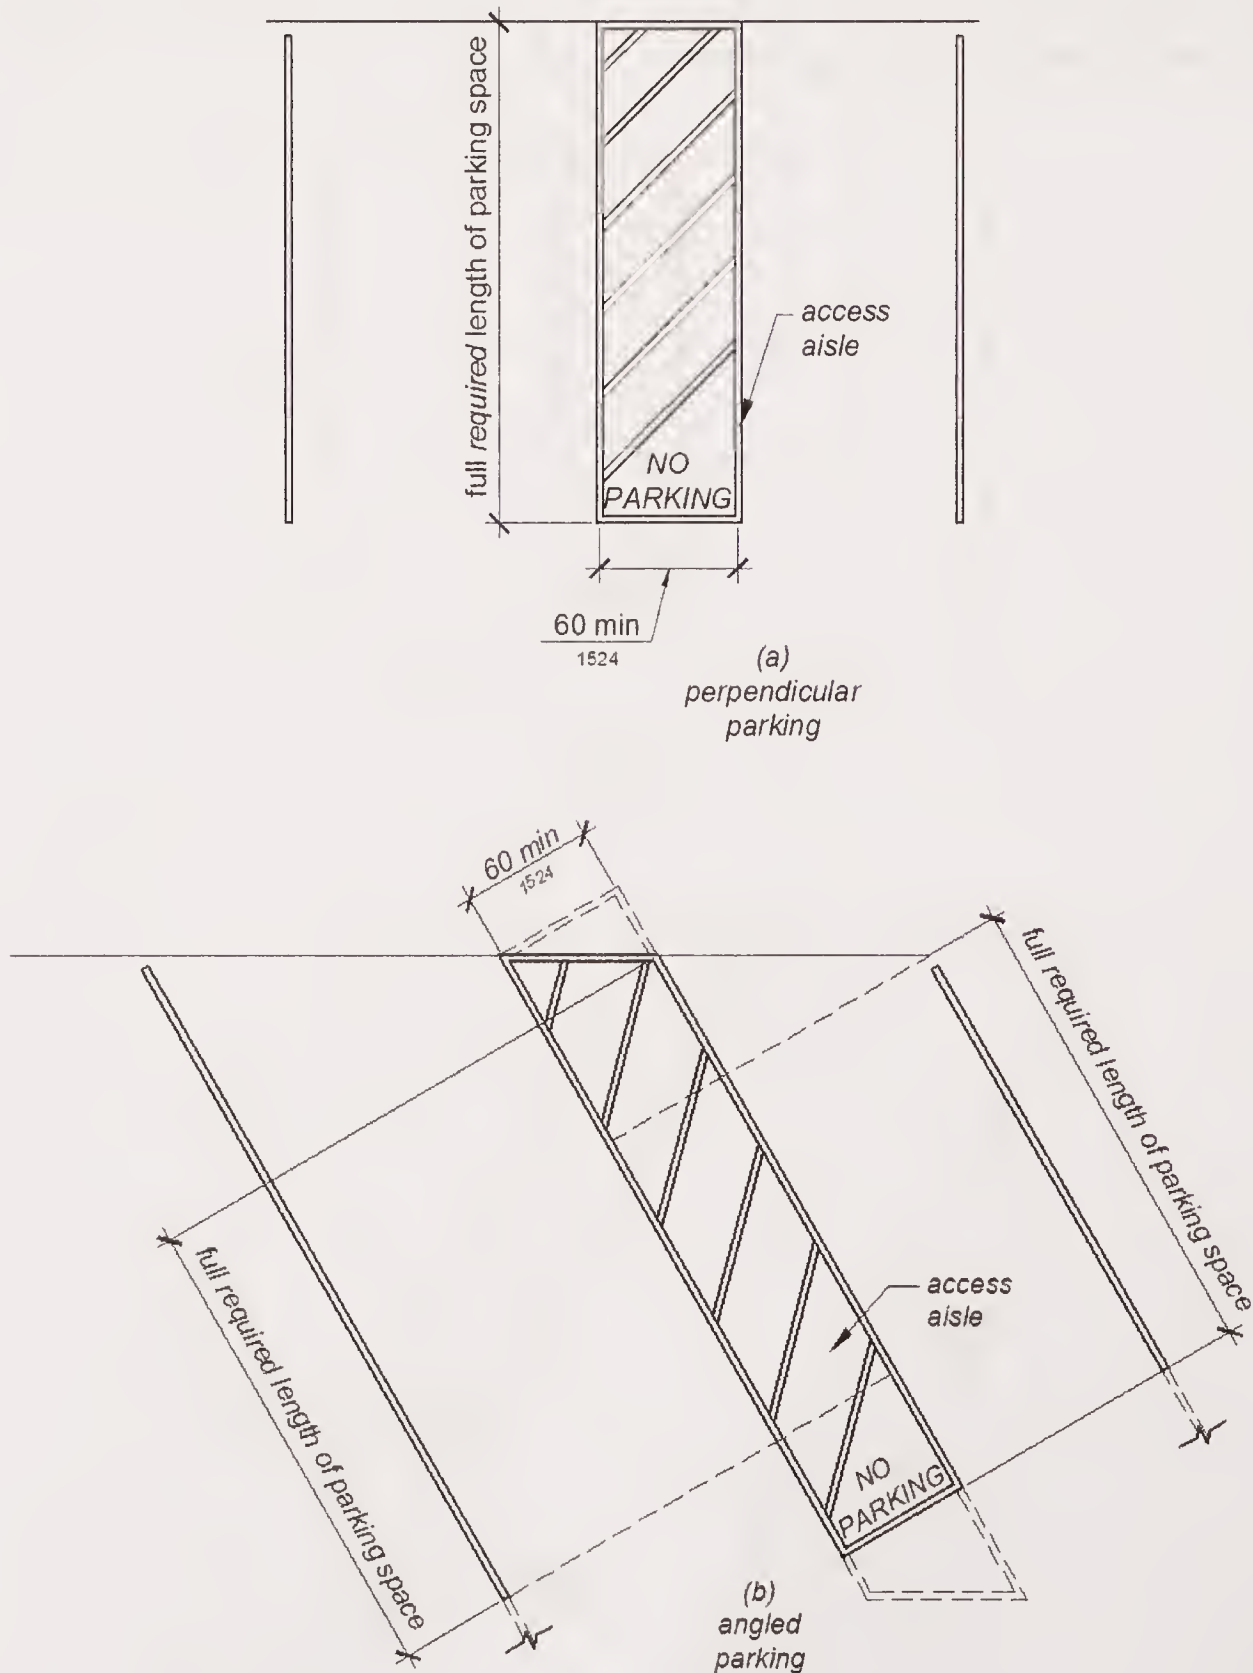 full required length of parking space
access
aisle
NO
PARKING
60 min
1524
(a)
perpendicular
parking
60 min
1524
full required length of parking space
full required length of parking space
access
aisle
NO
PARKING
(b)
angled
parking